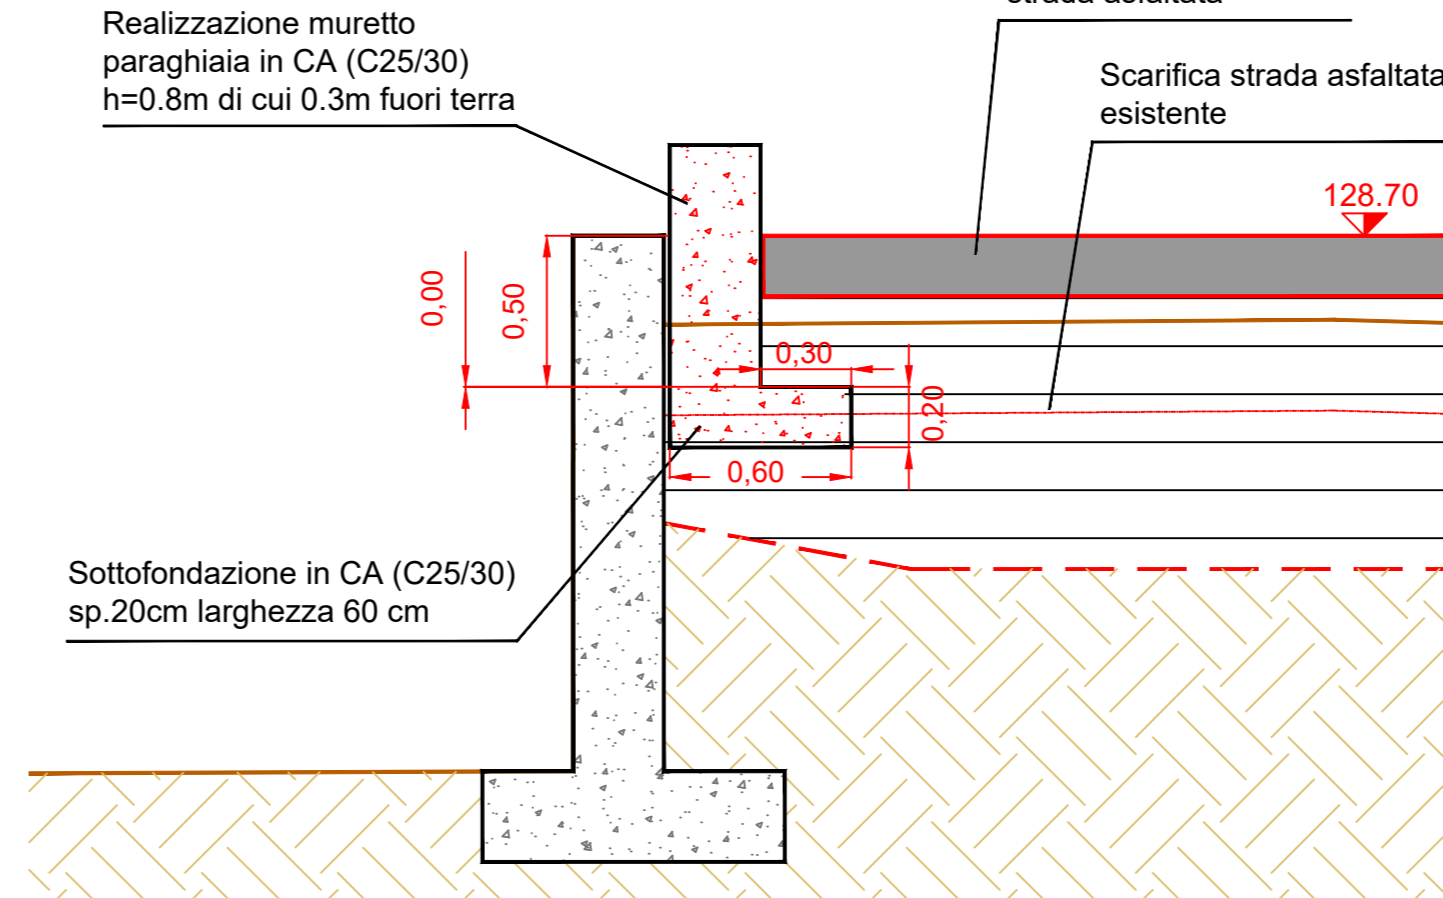 Realizzazione muretto
paraghiaia in CA (C25/30)
h=0.8m di cui 0.3m fuori terra
strada asfaltata
Scarifica strada asfaltata
esistente
128.70
0,00
0,50
0,30
0,20
0,60
Sottofondazione in CA (C25/30)
sp.20cm larghezza 60 cm